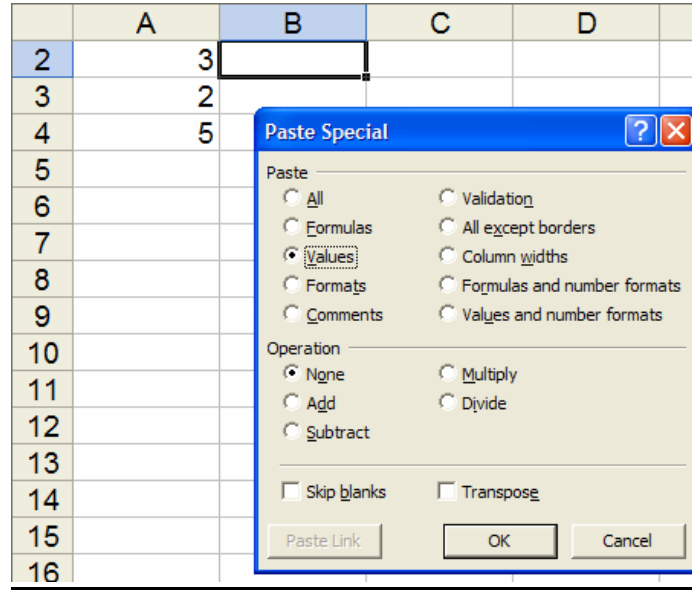 A B C D
2 3
3 2
4 5 Paste Special
5 Paste
6 All Validation
Formulas All except borders
7 Values Column widths
8 Formats Formulas and number formats
9 Comments Values and number formats
10 Operation
11 None Multiply
Add Divide
12 Subtract
13
14 Skip blanks Transpose
15 Paste Link OK Cancel
16